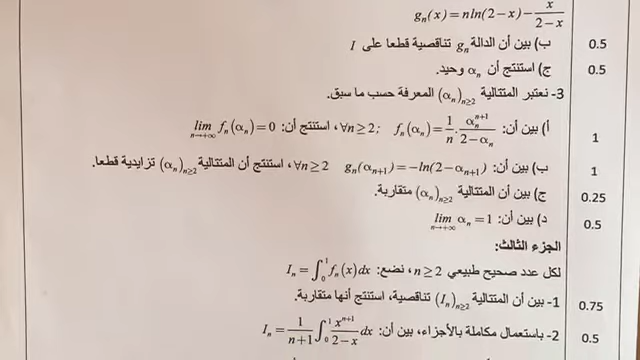 g_n(x) = n ln(2-x) - x/(2-x)
ب) بين أن الدالة g_n تناقصية قطعا على I 0.5
ج) استنتج أن α_n وحيد. 0.5
3- نعتبر المتتالية (α_n)_{n≥2} المعرفة حسب ما سبق.
أ) بين أن: ∀n≥2; f_n(α_n) = 1/n . α_n^{n+1}/(2-α_n) ، استنتج أن: lim_{n→+∞} f_n(α_n) = 0 1
ب) بين أن: ∀n≥2 g_n(α_{n+1}) = -ln(2-α_{n+1}) ، استنتج أن المتتالية (α_n)_{n≥2} تزايدية قطعا. 1
ج) بين أن المتتالية (α_n)_{n≥2} متقاربة. 0.25
د) بين أن: lim_{n→+∞} α_n = 1 0.5
الجزء الثالث:
لكل عدد صحيح طبيعي n≥2 ، نضع: I_n = ∫_0^1 f_n(x) dx
1- بين أن المتتالية (I_n)_{n≥2} تناقصية، استنتج أنها متقاربة. 0.75
2- باستعمال مكاملة بالأجزاء، بين أن: I_n = 1/(n+1) ∫_0^1 x^{n+1}/(2-x) dx 0.5